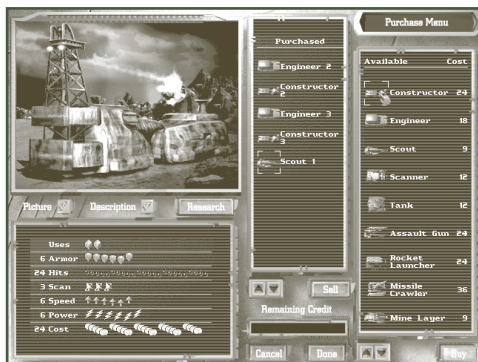 Purchase Menu
Purchased
Engineer 2
Constructor
2
Engineer 3
Constructor
3
Scout 1
Available Cost
Constructor 24
Engineer 18
Scout 9
Scanner 12
Tank 12
Assault Gun 24
Rocket
Launcher 24
Missile
Crawler 36
Mine Layer 9
Picture Description Research
Uses
6 Armor
24 Hits
3 Scan
6 Speed
6 Power
24 Cost
Sell
Remaining Credit
Cancel Done Buy